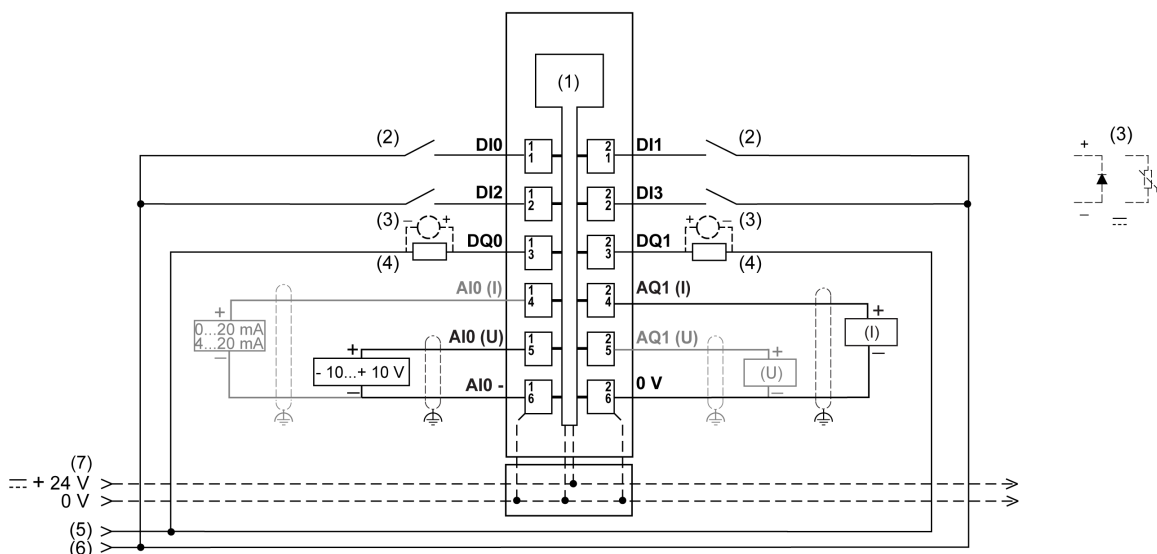 (1)
(2) DI0 1 1 2 1 DI1 (2)
DI2 1 2 2 2 DI3
(3) − + + − (3)
DQ0 1 3 2 3 DQ1
(4) (4)
AI0 (I) 1 4 2 4 AQ1 (I)
+ +
0...20 mA
4...20 mA
− (I) −
AI0 (U) 1 5 2 5 AQ1 (U)
+ +
- 10...+ 10 V (U)
− −
AI0 - 1 6 2 6 0 V
(7)
+ 24 V
0 V
(5)
(6)
(3)
+
−